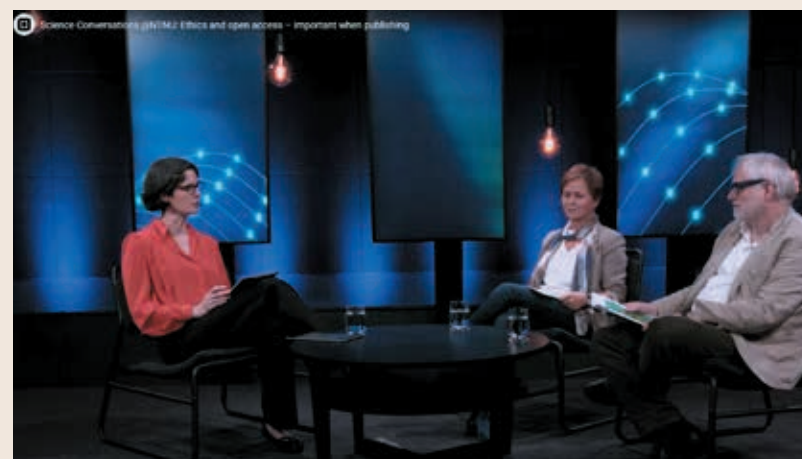 Science Conversations @NTNU: Ethics and open access – important when publishing